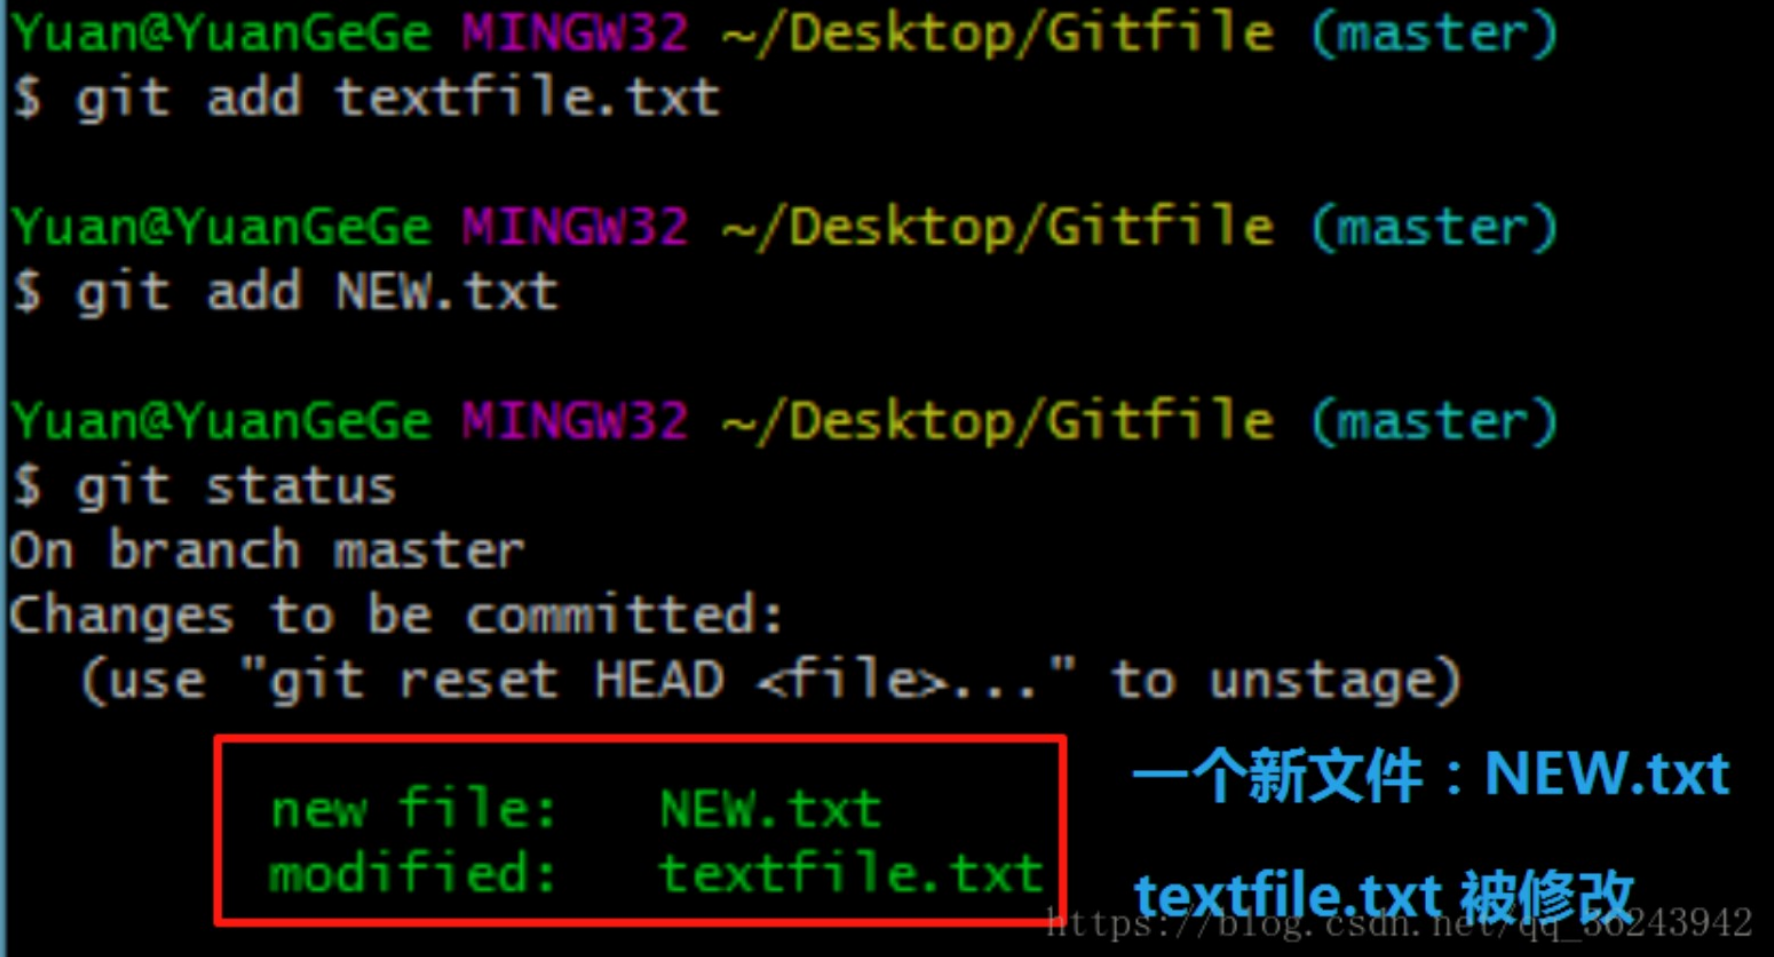 Yuan@YuanGeGe MINGW32 ~/Desktop/Gitfile (master)
$ git add textfile.txt
Yuan@YuanGeGe MINGW32 ~/Desktop/Gitfile (master)
$ git add NEW.txt
Yuan@YuanGeGe MINGW32 ~/Desktop/Gitfile (master)
$ git status
On branch master
Changes to be committed:
(use "git reset HEAD <file>..." to unstage)
一个新文件：NEW.txt
new file: NEW.txt
modified: textfile.txt
textfile.txt 被修改
https://blog.csdn.net/qq_36243942